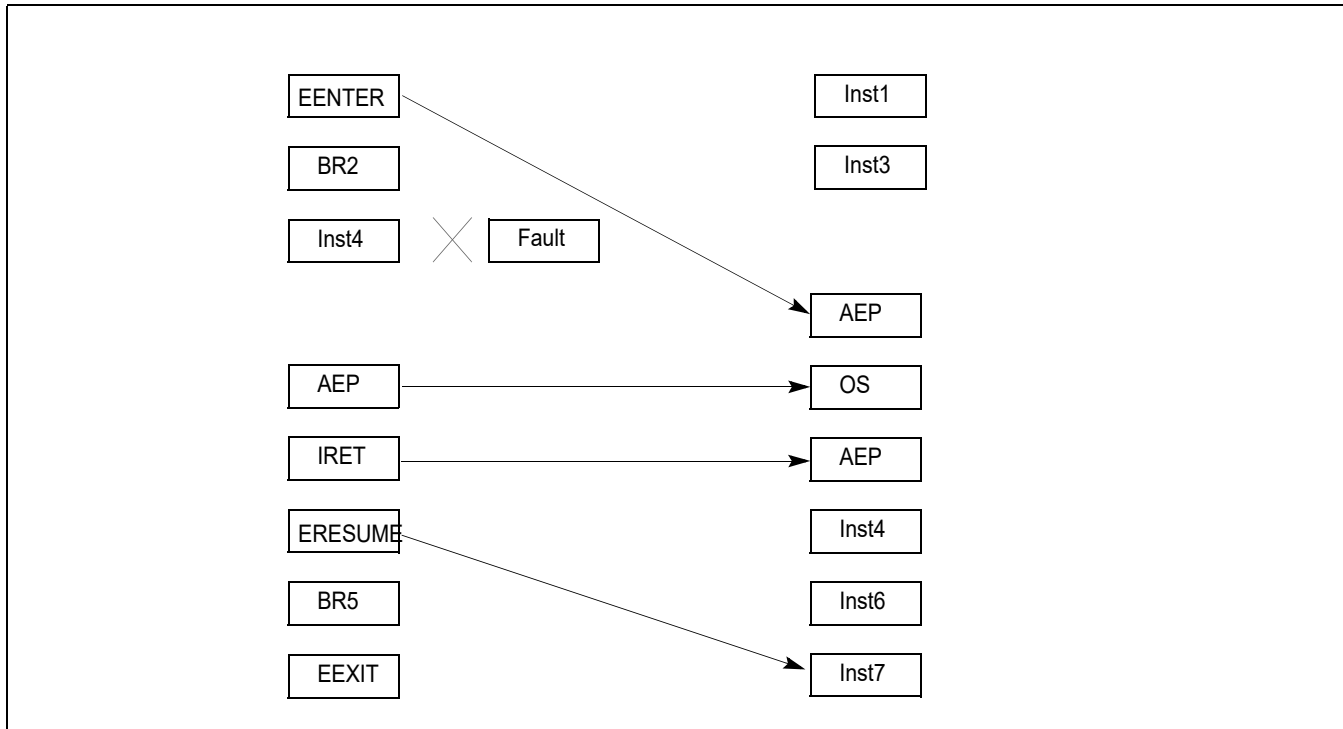 EENTER
Inst1
BR2
Inst3
Inst4
Fault
AEP
AEP
OS
IRET
AEP
ERESUME
Inst4
BR5
Inst6
EEXIT
Inst7